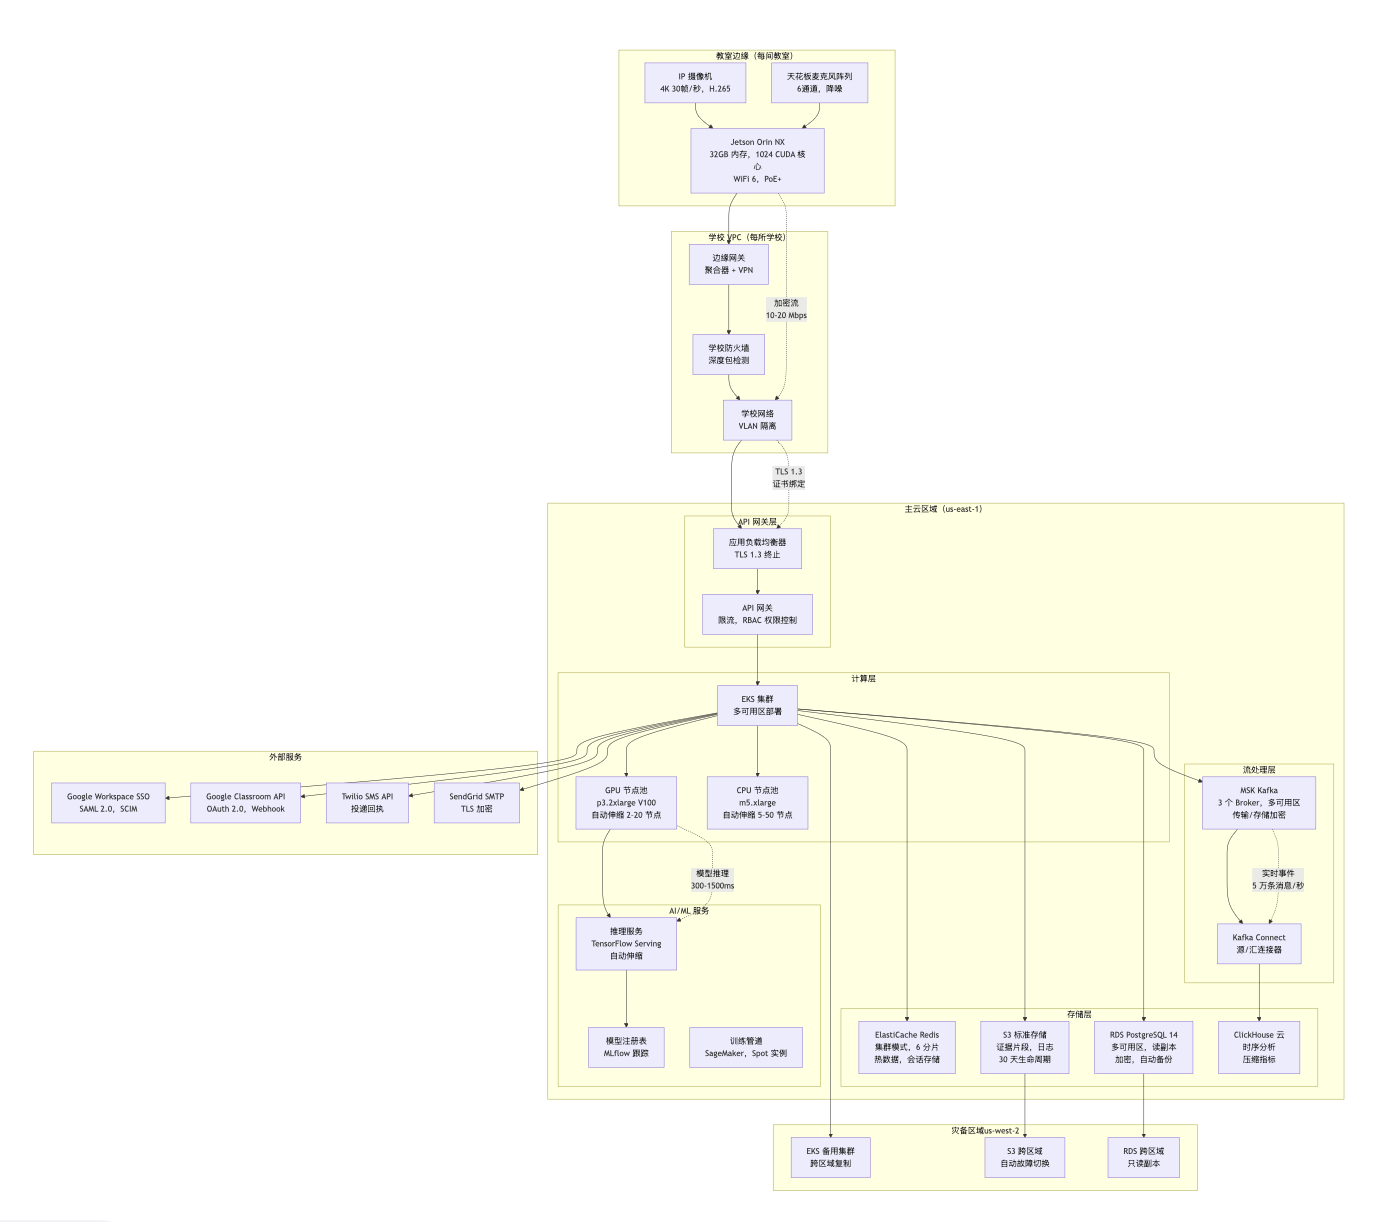 教室边缘（每间教室）
IP 摄像机
4K 30帧/秒，H.265
天花板麦克风阵列
6通道，降噪
Jetson Orin NX
32GB 内存，1024 CUDA 核
心
WiFi 6，PoE+
学校 VPC（每所学校）
边缘网关
聚合器 + VPN
加密流
10-20 Mbps
学校防火墙
深度包检测
学校网络
VLAN 隔离
TLS 1.3
证书绑定
主云区域（us-east-1）
API 网关层
应用负载均衡器
TLS 1.3 终止
API 网关
限流，RBAC 权限控制
计算层
EKS 集群
多可用区部署
外部服务
Google Workspace SSO
SAML 2.0，SCIM
Google Classroom API
OAuth 2.0，Webhook
Twilio SMS API
投递回执
SendGrid SMTP
TLS 加密
GPU 节点池
p3.2xlarge V100
自动伸缩 2-20 节点
CPU 节点池
m5.xlarge
自动伸缩 5-50 节点
流处理层
MSK Kafka
3 个 Broker，多可用区
传输/存储加密
模型推理
300-1500ms
实时事件
5 万条消息/秒
AI/ML 服务
推理服务
TensorFlow Serving
自动伸缩
Kafka Connect
源/汇连接器
模型注册表
MLflow 跟踪
训练管道
SageMaker，Spot 实例
存储层
ElastiCache Redis
集群模式，6 分片
热数据，会话存储
S3 标准存储
证据片段，日志
30 天生命周期
RDS PostgreSQL 14
多可用区，读副本
加密，自动备份
ClickHouse 云
时序分析
压缩指标
灾备区域us-west-2
EKS 备用集群
跨区域复制
S3 跨区域
自动故障切换
RDS 跨区域
只读副本